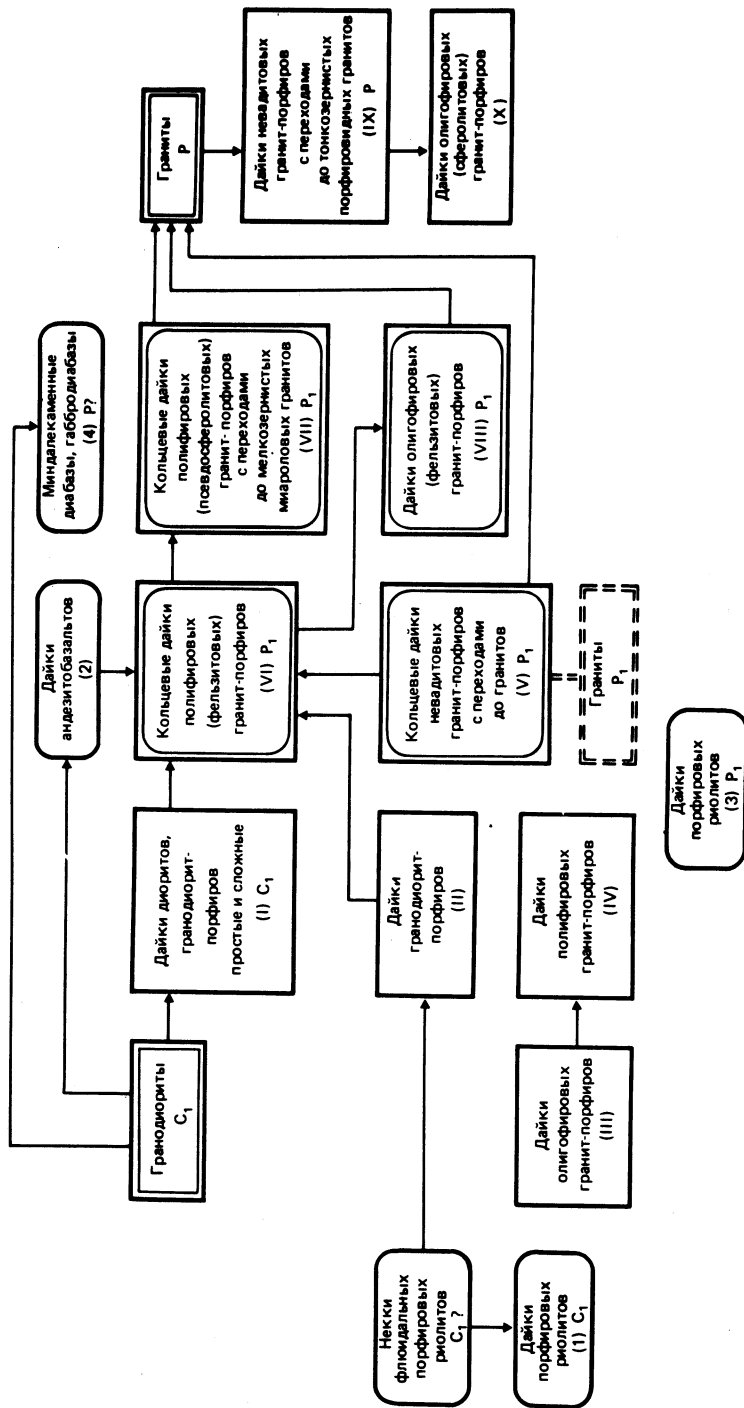 Гранодиориты
C₁
Дайки
андезитобазальтов
(2)
Миндалекаменные
диабазы, габбродиабазы
(4) P?
Дайки диоритов,
гранодиорит-
порфиров
простые и сложные
(I) C₁
Кольцевые дайки
полифировых
(фельзитовых)
гранит-порфиров
(VI) P₁
Кольцевые дайки
полифировых
(псевдосферолитовых)
гранит-порфиров
с переходами
до мелкозернистых
миароловых гранитов
(VII) P₁
Граниты
P
Некки
флюидальных
порфировых
риолитов
C₁ ?
Дайки
гранодиорит-
порфиров
(II)
Кольцевые дайки
невадитовых
гранит-порфиров
с переходами
до гранитов
(V) P₁
Дайки олигофировых
(фельзитовых)
гранит-порфиров
(VIII) P₁
Дайки невадитовых
гранит-порфиров
с переходами
до тонкозернистых
порфировидных гранитов
(IX) P
Дайки
порфировых
риолитов
(1) C₁
Дайки
олигофировых
гранит-порфиров
(III)
Дайки
полифировых
гранит-порфиров
(IV)
Граниты
P₁
Дайки олигофировых
(сферолитовых)
гранит-порфиров
(X)
Дайки
порфировых
риолитов
(3) P₁